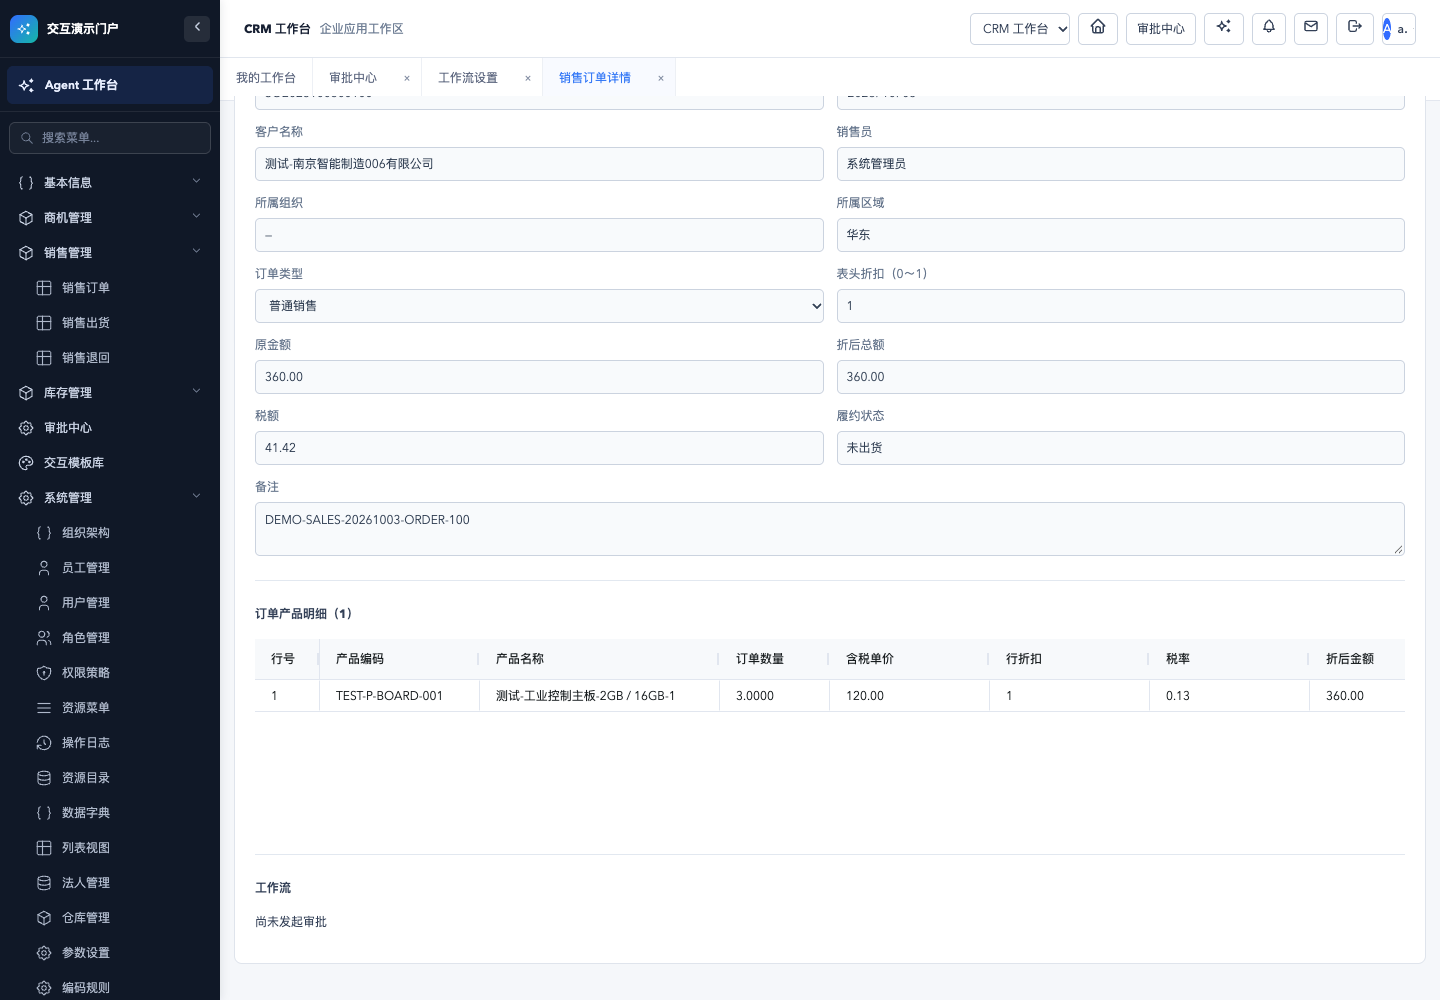 交互演示门户
CRM 工作台 企业应用工作区
CRM 工作台
审批中心
A a.
Agent 工作台
我的工作台
审批中心 ×
工作流设置 ×
销售订单详情 ×
搜索菜单...
基本信息
商机管理
销售管理
销售订单
销售出货
销售退回
库存管理
审批中心
交互模板库
系统管理
组织架构
员工管理
用户管理
角色管理
权限策略
资源菜单
操作日志
资源目录
数据字典
列表视图
法人管理
仓库管理
参数设置
编码规则
客户名称 销售员
测试-南京智能制造006有限公司 系统管理员
所属组织 所属区域
– 华东
订单类型 表头折扣（0～1）
普通销售 1
原金额 折后总额
360.00 360.00
税额 履约状态
41.42 未出货
备注
DEMO-SALES-20261003-ORDER-100
订单产品明细（1）
行号 产品编码 产品名称 订单数量 含税单价 行折扣 税率 折后金额
1 TEST-P-BOARD-001 测试-工业控制主板-2GB / 16GB-1 3.0000 120.00 1 0.13 360.00
工作流
尚未发起审批